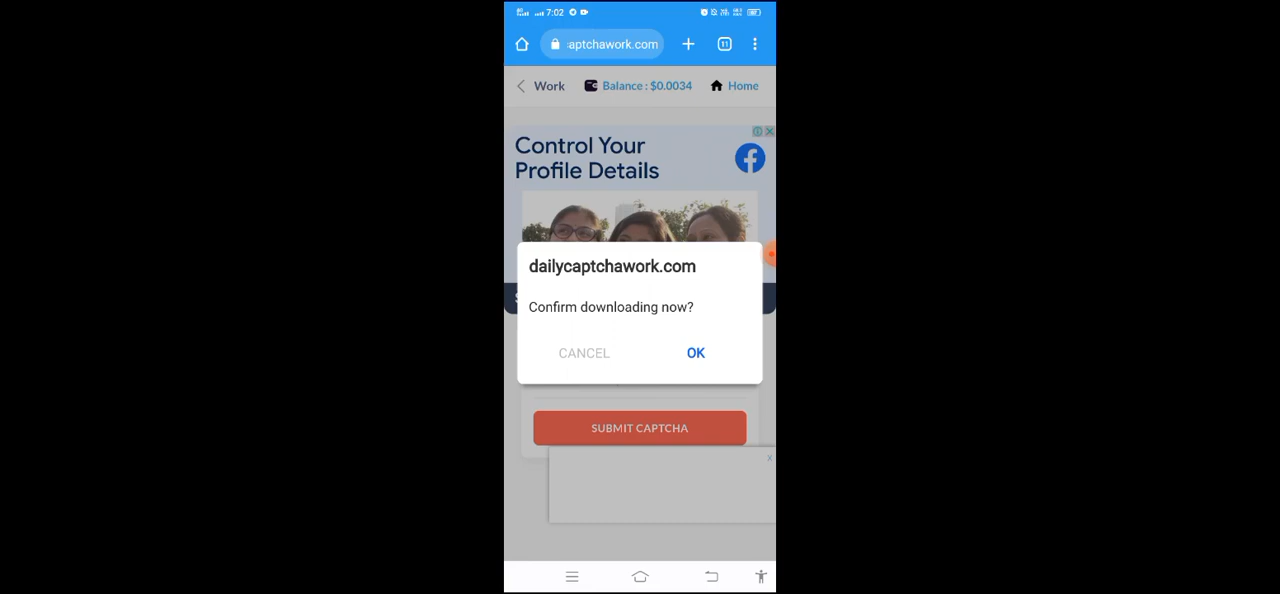 7:02
aptchawork.com
11
Work
Balance : $0.0034
Home
Control Your
Profile Details
dailycaptchawork.com
Confirm downloading now?
CANCEL
OK
SUBMIT CAPTCHA
X